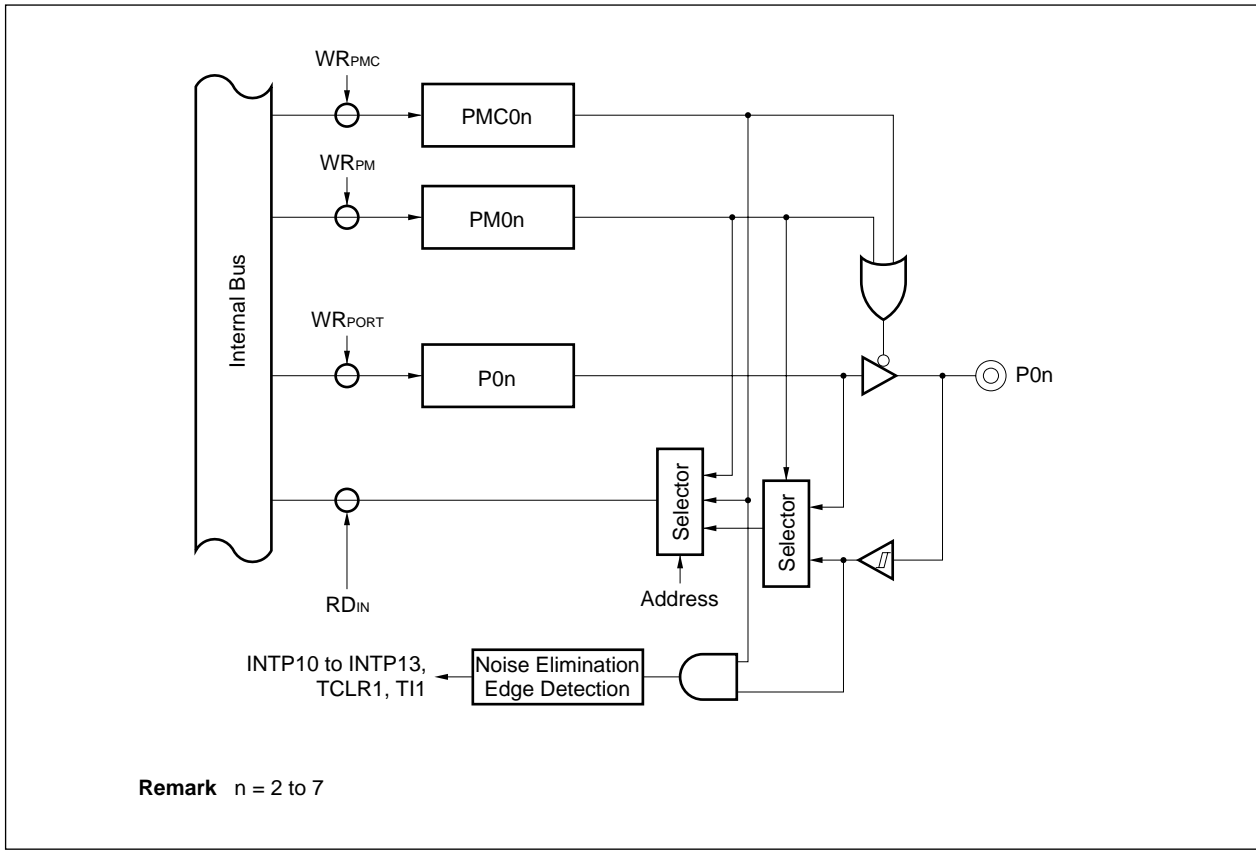 WRPMC
PMC0n
WRPM
PM0n
Internal Bus
WRPORT
P0n
P0n
Selector
Selector
RDIN
Address
INTP10 to INTP13,
TCLR1, TI1
Noise Elimination
Edge Detection
Remark n = 2 to 7